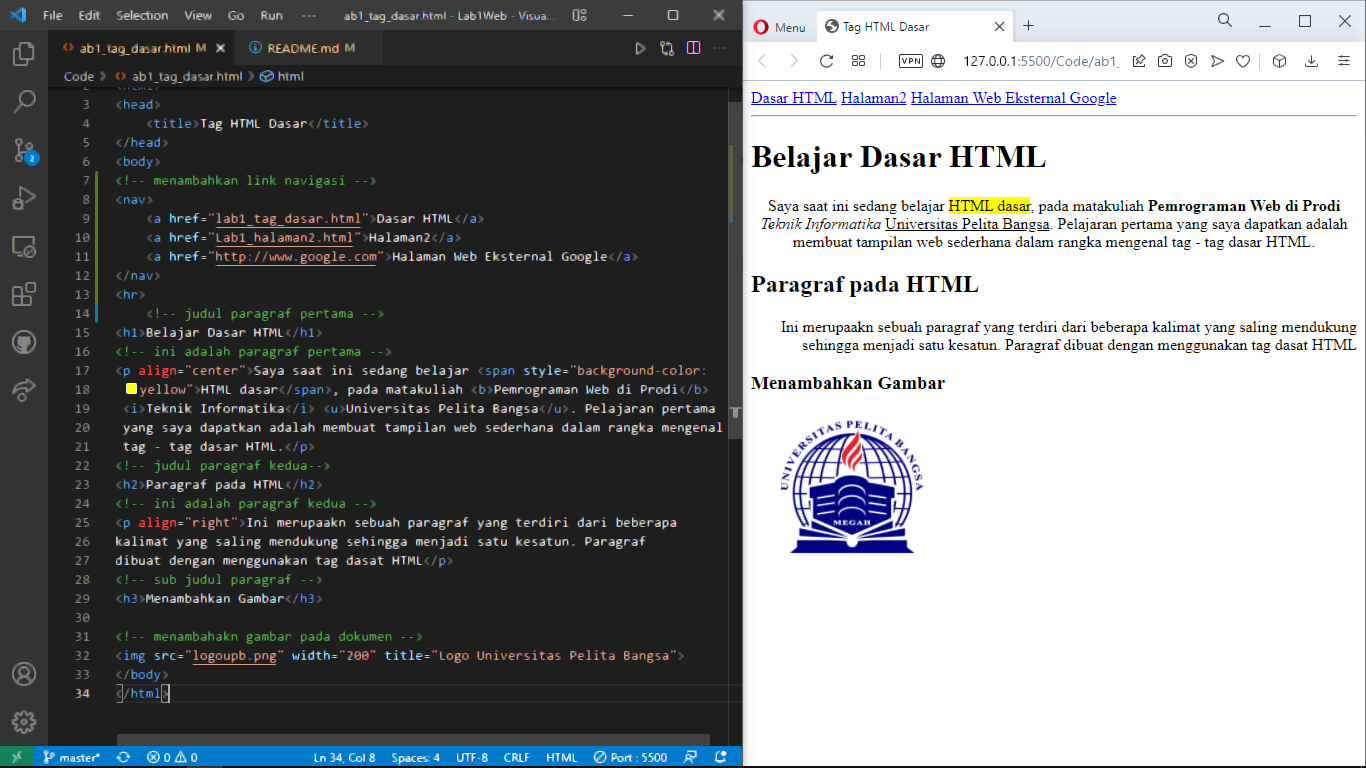 File Edit Selection View Go Run ··· ab1_tag_dasar.html - Lab1Web - Visua...
ab1_tag_dasar.html M README.md M
Code > ab1_tag_dasar.html > html
2 <html>
3 <head>
4 <title>Tag HTML Dasar</title>
5 </head>
6 <body>
7 <!-- menambahkan link navigasi -->
8 <nav>
9 <a href="lab1_tag_dasar.html">Dasar HTML</a>
10 <a href="Lab1_halaman2.html">Halaman2</a>
11 <a href="http://www.google.com">Halaman Web Eksternal Google</a>
12 </nav>
13 <hr>
14 <!-- judul paragraf pertama -->
15 <h1>Belajar Dasar HTML</h1>
16 <!-- ini adalah paragraf pertama -->
17 <p align="center">Saya saat ini sedang belajar <span style="background-color:
18 yellow">HTML dasar</span>, pada matakuliah <b>Pemrograman Web di Prodi</b>
19 <i>Teknik Informatika</i> <u>Universitas Pelita Bangsa</u>. Pelajaran pertama
20 yang saya dapatkan adalah membuat tampilan web sederhana dalam rangka mengenal
21 tag - tag dasar HTML.</p>
22 <!-- judul paragraf kedua-->
23 <h2>Paragraf pada HTML</h2>
24 <!-- ini adalah paragraf kedua -->
25 <p align="right">Ini merupaakn sebuah paragraf yang terdiri dari beberapa
26 kalimat yang saling mendukung sehingga menjadi satu kesatun. Paragraf
27 dibuat dengan menggunakan tag dasat HTML</p>
28 <!-- sub judul paragraf -->
29 <h3>Menambahkan Gambar</h3>
30
31 <!-- menambahakn gambar pada dokumen -->
32 <img src="logoupb.png" width="200" title="Logo Universitas Pelita Bangsa">
33 </body>
34 </html>
2
master* 0 0 Ln 34, Col 8 Spaces: 4 UTF-8 CRLF HTML Port : 5500
Menu Tag HTML Dasar
VPN 127.0.0.1:5500/Code/ab1_
Dasar HTML Halaman2 Halaman Web Eksternal Google
Belajar Dasar HTML
Saya saat ini sedang belajar HTML dasar, pada matakuliah Pemrograman Web di Prodi
Teknik Informatika Universitas Pelita Bangsa. Pelajaran pertama yang saya dapatkan adalah
membuat tampilan web sederhana dalam rangka mengenal tag - tag dasar HTML.
Paragraf pada HTML
Ini merupaakn sebuah paragraf yang terdiri dari beberapa kalimat yang saling mendukung
sehingga menjadi satu kesatun. Paragraf dibuat dengan menggunakan tag dasat HTML
Menambahkan Gambar
UNIVERSITAS PELITA BANGSA
MEGAH